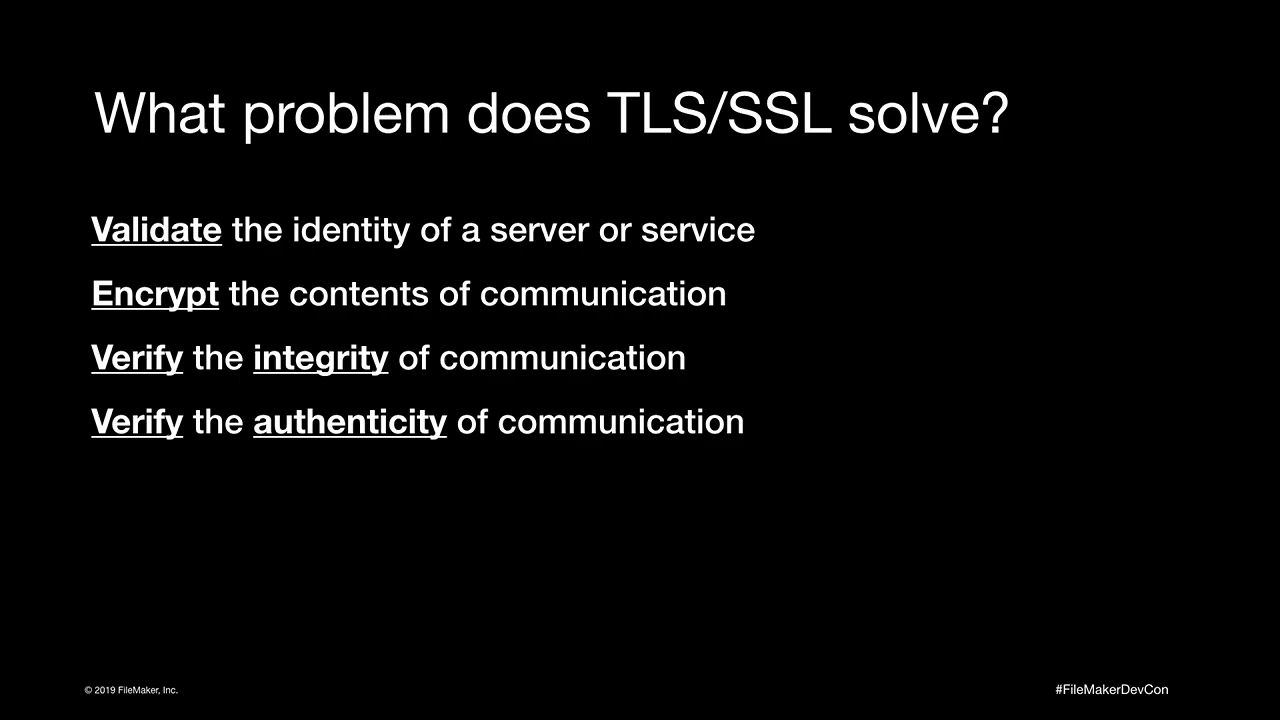 What problem does TLS/SSL solve?
Validate the identity of a server or service
Encrypt the contents of communication
Verify the integrity of communication
Verify the authenticity of communication
© 2019 FileMaker, Inc.
#FileMakerDevCon